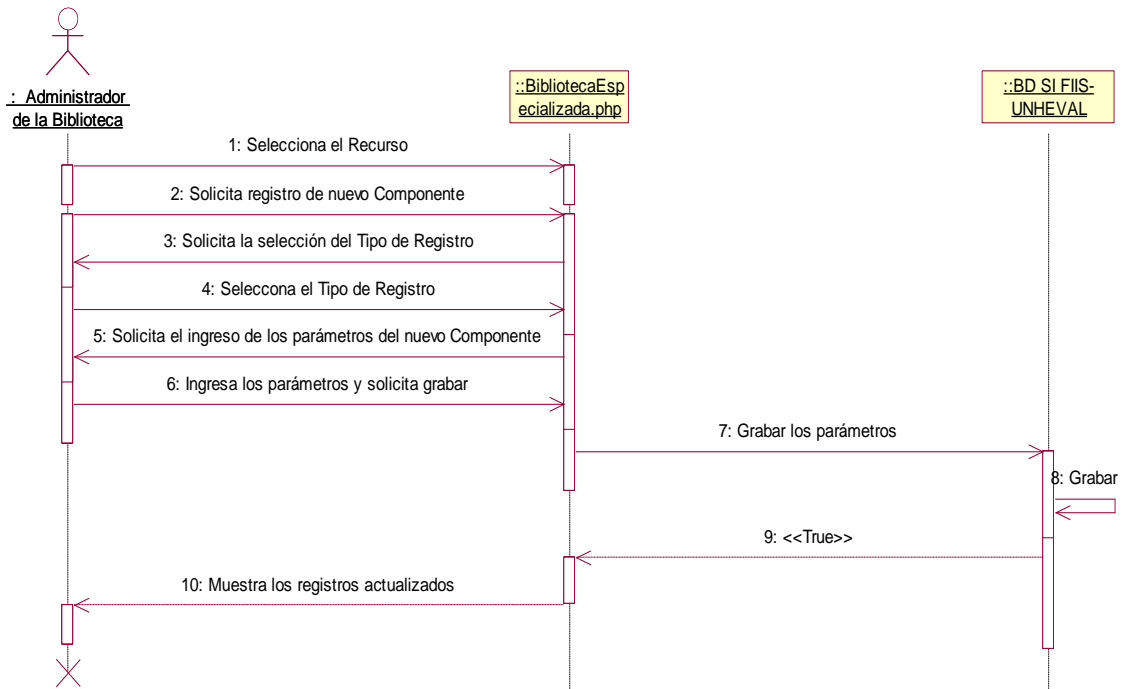 : Administrador
de la Biblioteca
::BibliotecaEsp
ecializada.php
::BD SI FIIS-
UNHEVAL
1: Selecciona el Recurso
2: Solicita registro de nuevo Componente
3: Solicita la selección del Tipo de Registro
4: Seleccona el Tipo de Registro
5: Solicita el ingreso de los parámetros del nuevo Componente
6: Ingresa los parámetros y solicita grabar
7: Grabar los parámetros
8: Grabar
9: <<True>>
10: Muestra los registros actualizados